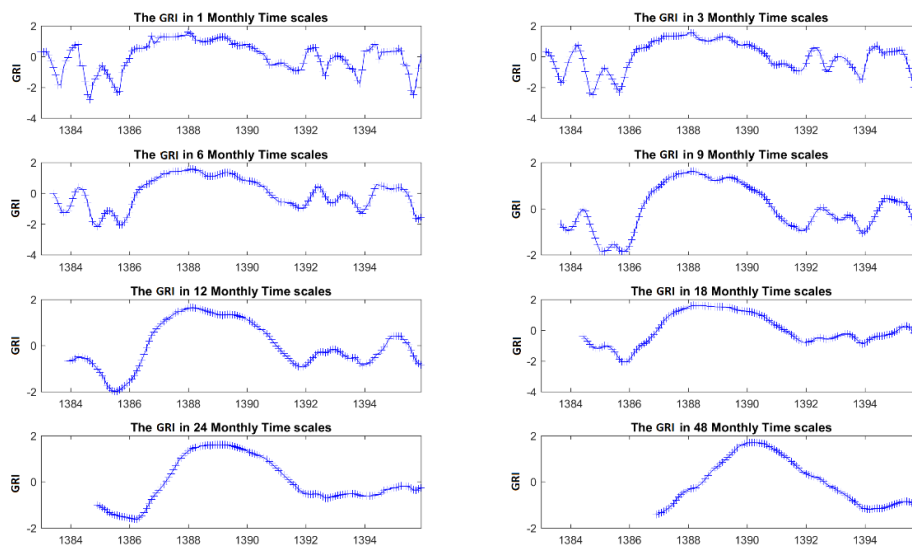 The GRI in 1 Monthly Time scales
2
0
-2
-4
GRI
1384 1386 1388 1390 1392 1394
The GRI in 3 Monthly Time scales
2
0
-2
-4
GRI
1384 1386 1388 1390 1392 1394
The GRI in 6 Monthly Time scales
2
0
-2
-4
GRI
1384 1386 1388 1390 1392 1394
The GRI in 9 Monthly Time scales
2
0
-2
GRI
1384 1386 1388 1390 1392 1394
The GRI in 12 Monthly Time scales
2
0
-2
GRI
1384 1386 1388 1390 1392 1394
The GRI in 18 Monthly Time scales
2
0
-2
-4
GRI
1384 1386 1388 1390 1392 1394
The GRI in 24 Monthly Time scales
2
0
-2
GRI
1384 1386 1388 1390 1392 1394
The GRI in 48 Monthly Time scales
2
0
-2
GRI
1384 1386 1388 1390 1392 1394